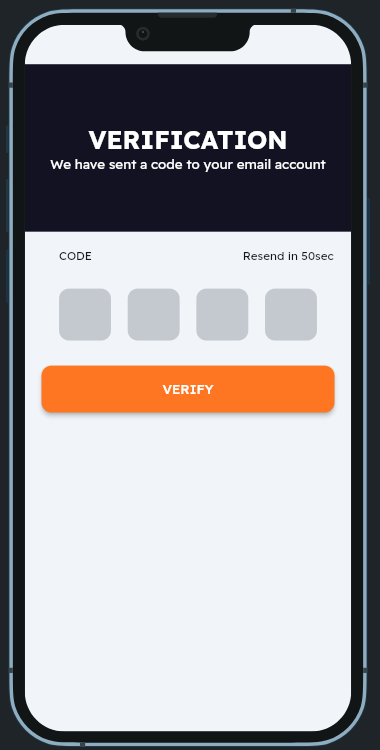 VERIFICATION
We have sent a code to your email account
CODE Resend in 50sec
VERIFY